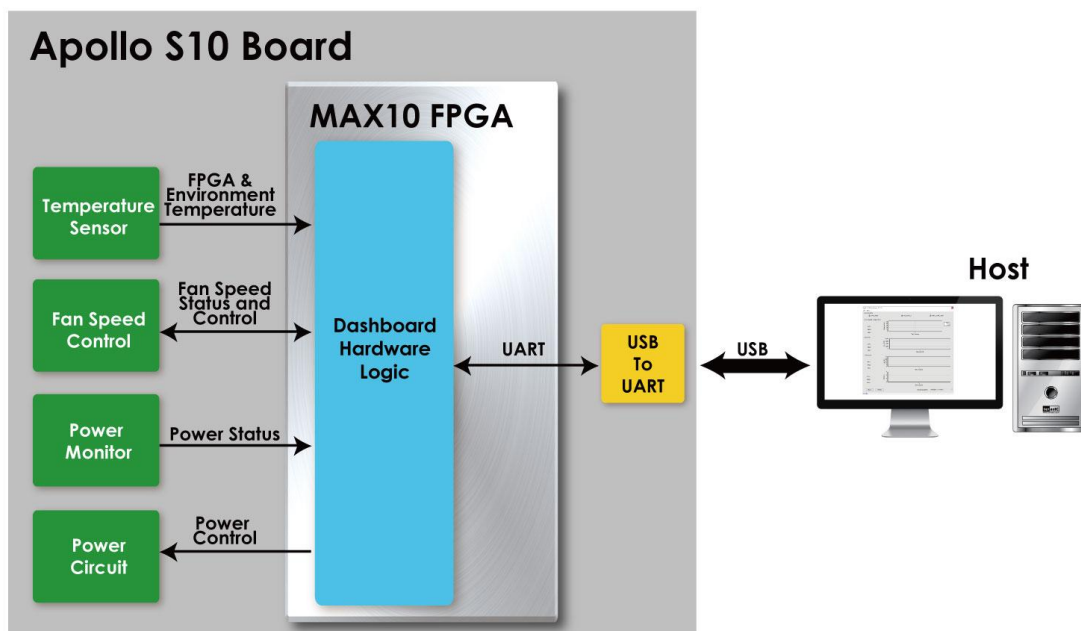 Apollo S10 Board
MAX10 FPGA
Temperature
Sensor
FPGA &
Environment
Temperature
Fan Speed
Control
Fan Speed
Status and
Control
Power
Monitor
Power Status
Power
Circuit
Power
Control
Dashboard
Hardware
Logic
UART
USB
To
UART
USB
Host